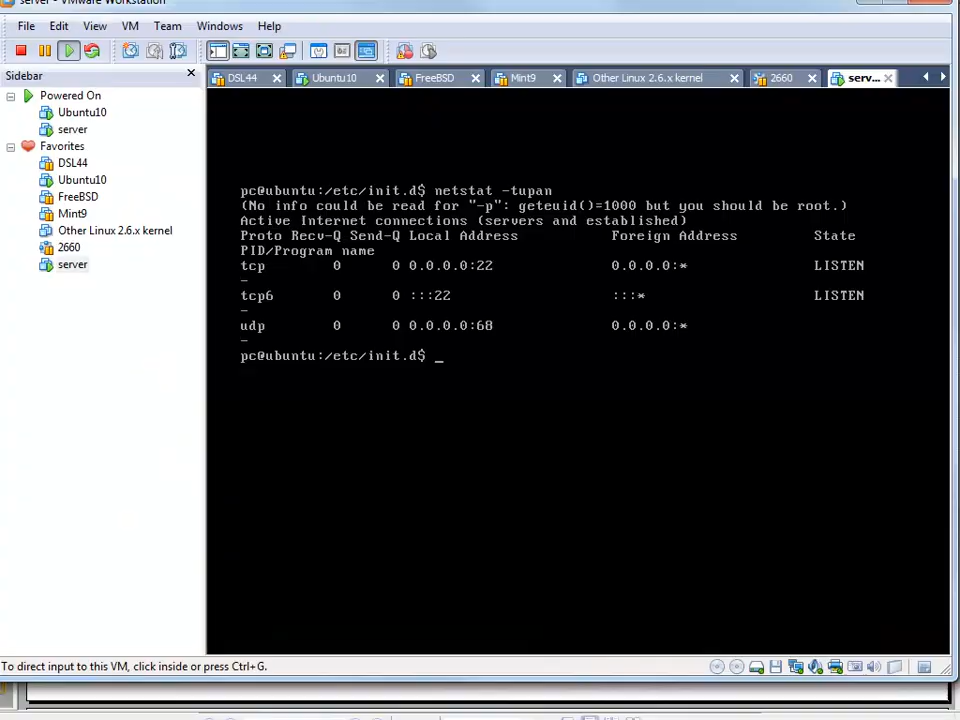 server - VMware Workstation
File Edit View VM Team Windows Help
Sidebar
Powered On
Ubuntu10
server
Favorites
DSL44
Ubuntu10
FreeBSD
Mint9
Other Linux 2.6.x kernel
2660
server
DSL44 Ubuntu10 FreeBSD Mint9 Other Linux 2.6.x kernel 2660 serv...
pc@ubuntu:/etc/init.d$ netstat -tupan
(No info could be read for "-p": geteuid()=1000 but you should be root.)
Active Internet connections (servers and established)
Proto Recv-Q Send-Q Local Address Foreign Address State
PID/Program name
tcp 0 0 0.0.0.0:22 0.0.0.0:* LISTEN
-
tcp6 0 0 :::22 :::* LISTEN
-
udp 0 0 0.0.0.0:68 0.0.0.0:*
-
pc@ubuntu:/etc/init.d$ _
To direct input to this VM, click inside or press Ctrl+G.